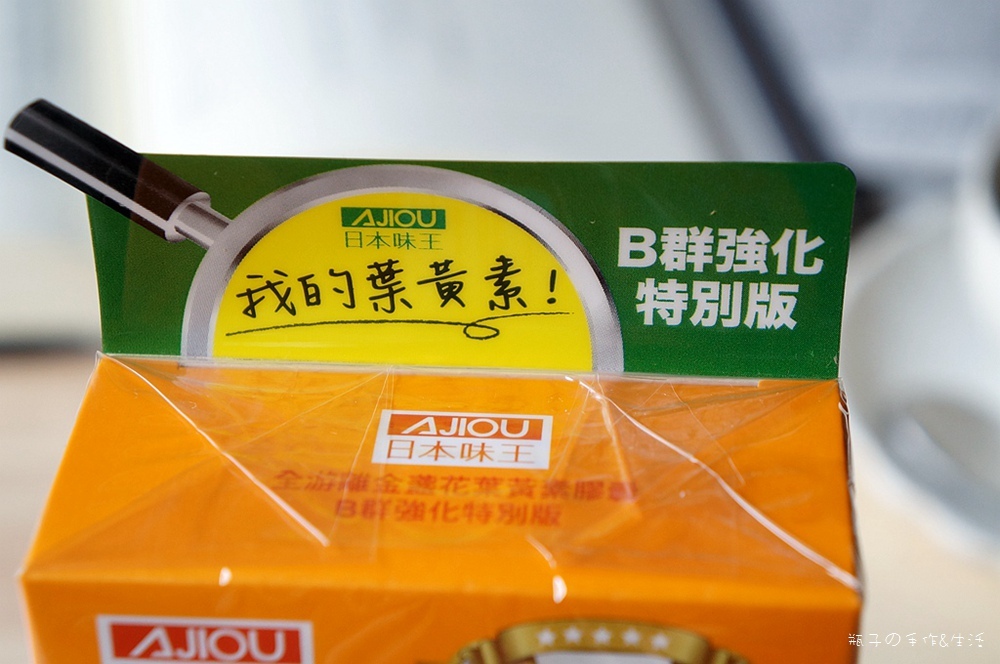 AJIOU
日本味王
我的葉黃素!
B群強化
特別版
AJIOU
日本味王
全游離金盞花葉黃素膠囊
B群強化特別版
AJIOU
瓶子の手作&生活